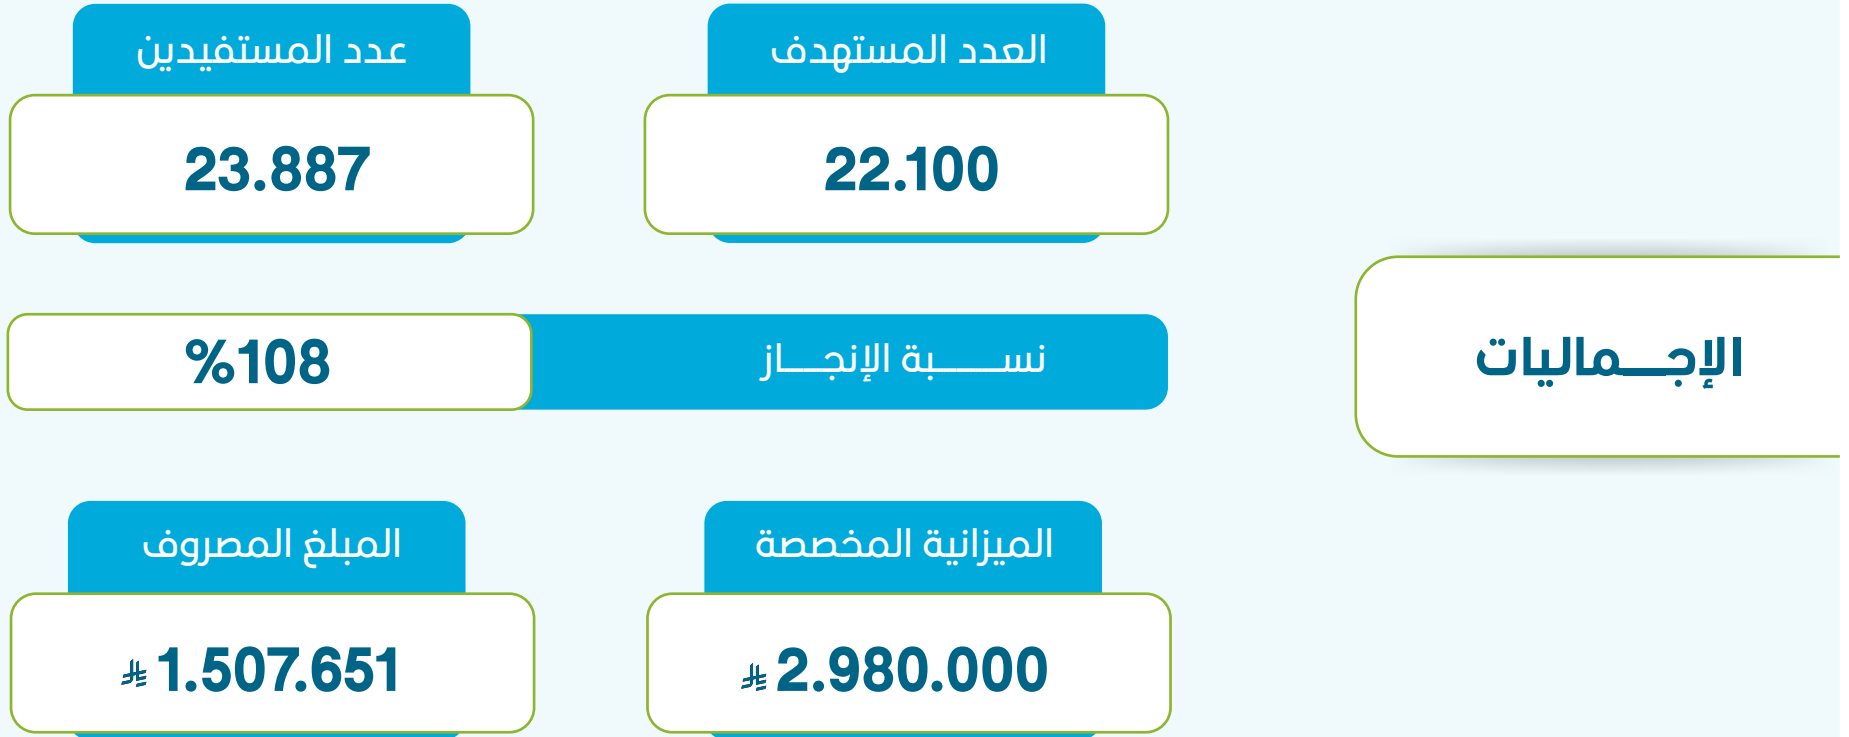 الإجـــماليات
العدد المستهدف
22.100
عدد المستفيدين
23.887
نســـــبة الإنجـــــاز
%108
الميزانية المخصصة
2.980.000 ⃁
المبلغ المصروف
1.507.651 ⃁